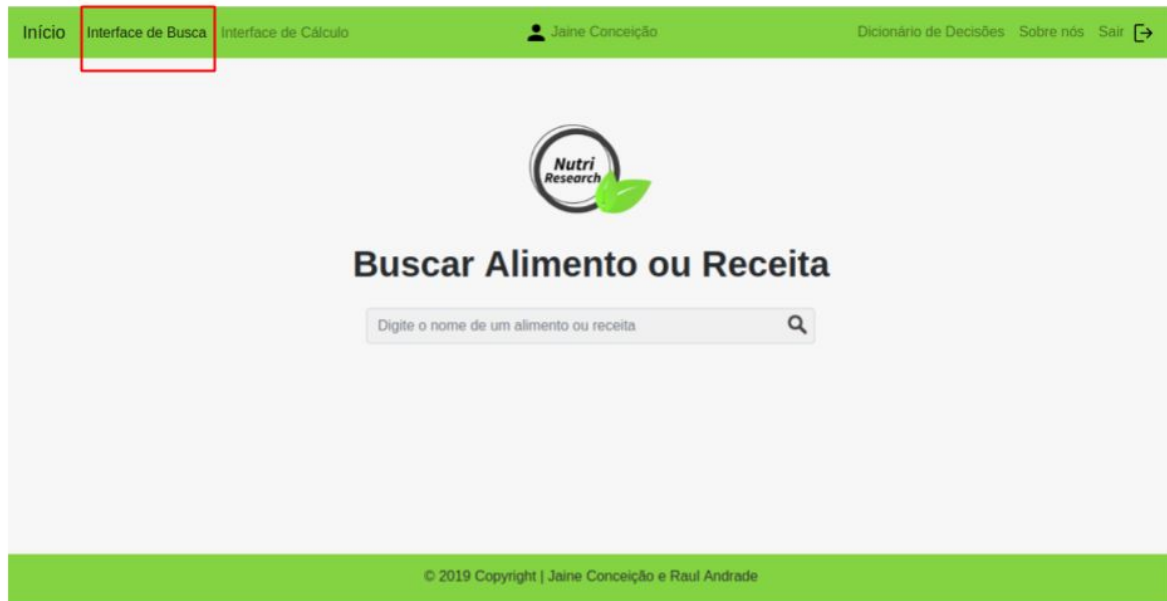 Início Interface de Busca Interface de Cálculo Jaine Conceição Dicionário de Decisões Sobre nós Sair
Nutri
Research
Buscar Alimento ou Receita
Digite o nome de um alimento ou receita
© 2019 Copyright | Jaine Conceição e Raul Andrade